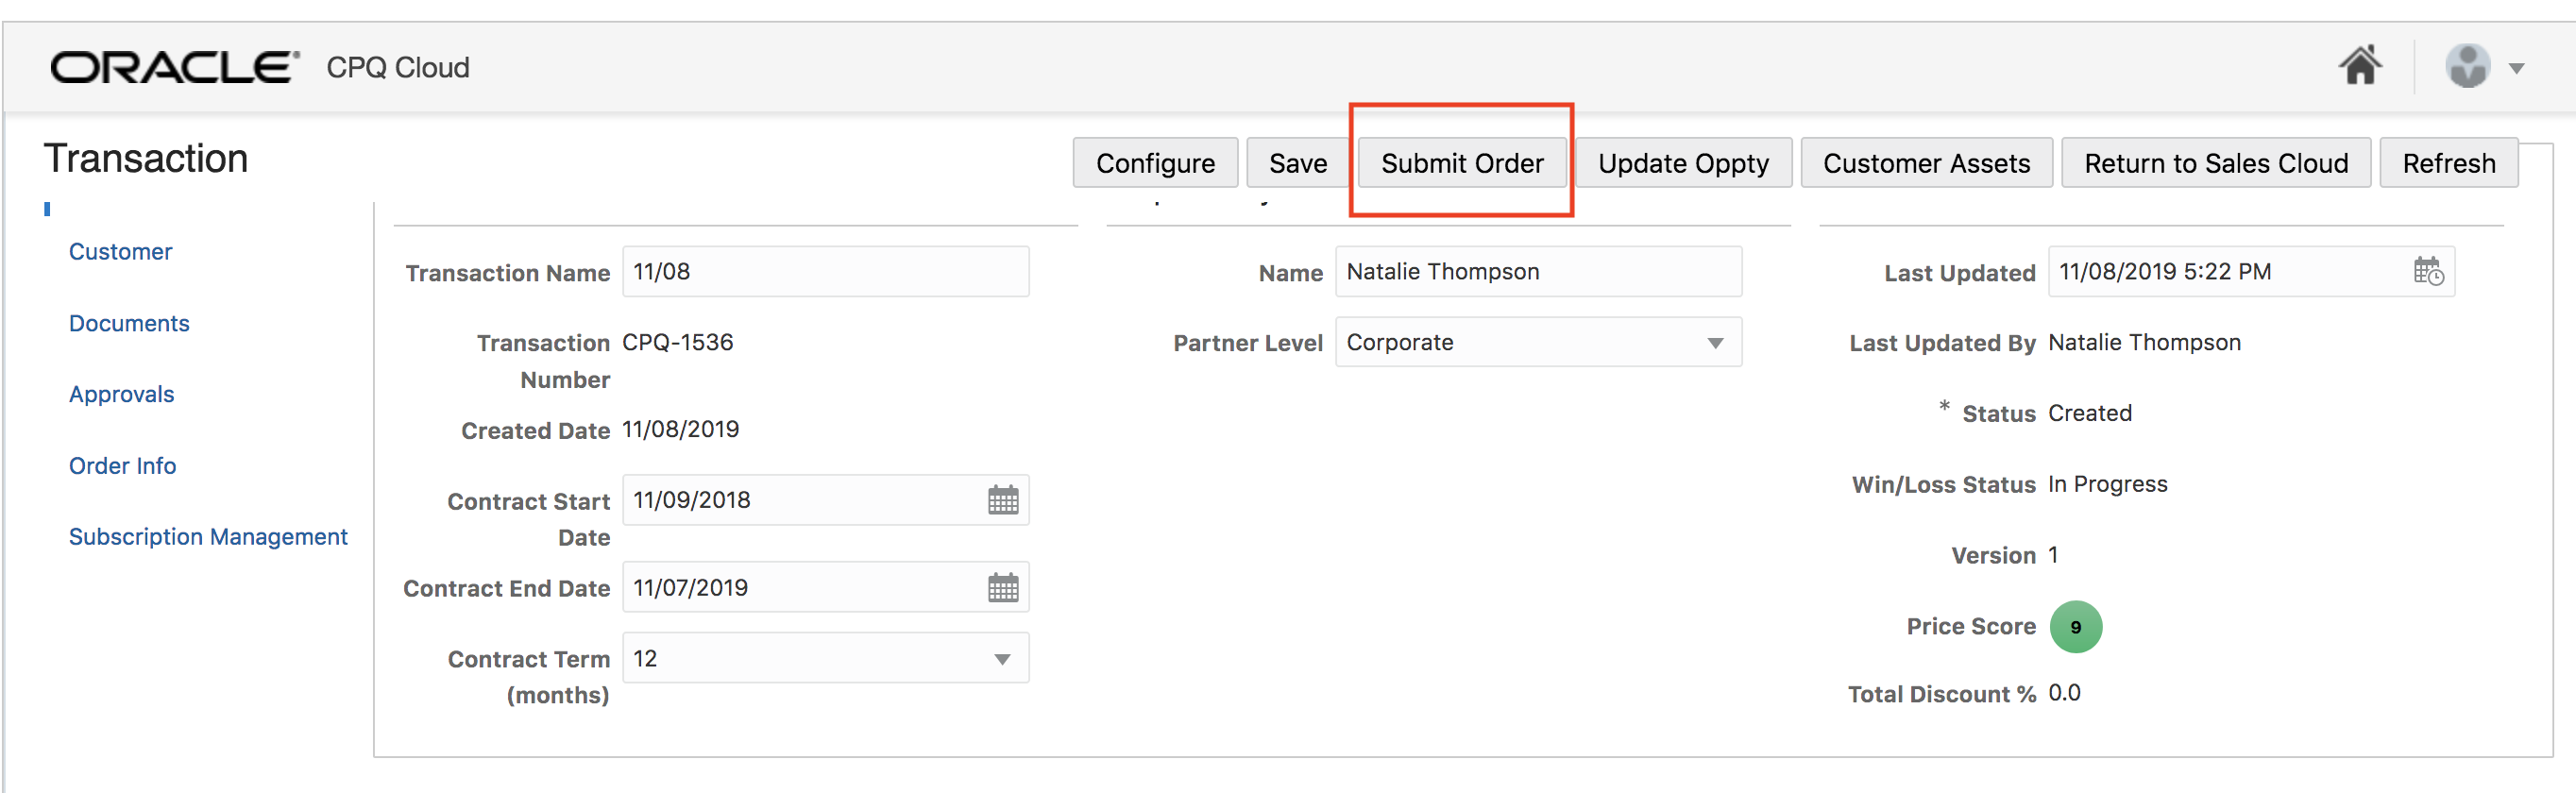 ORACLE® CPQ Cloud
Transaction
Configure Save Submit Order Update Oppty Customer Assets Return to Sales Cloud Refresh
Customer
Documents
Approvals
Order Info
Subscription Management
Transaction Name 11/08
Transaction CPQ-1536
Number
Created Date 11/08/2019
Contract Start 11/09/2018
Date
Contract End Date 11/07/2019
Contract Term 12
(months)
Name Natalie Thompson
Partner Level Corporate
Last Updated 11/08/2019 5:22 PM
Last Updated By Natalie Thompson
* Status Created
Win/Loss Status In Progress
Version 1
Price Score 9
Total Discount % 0.0